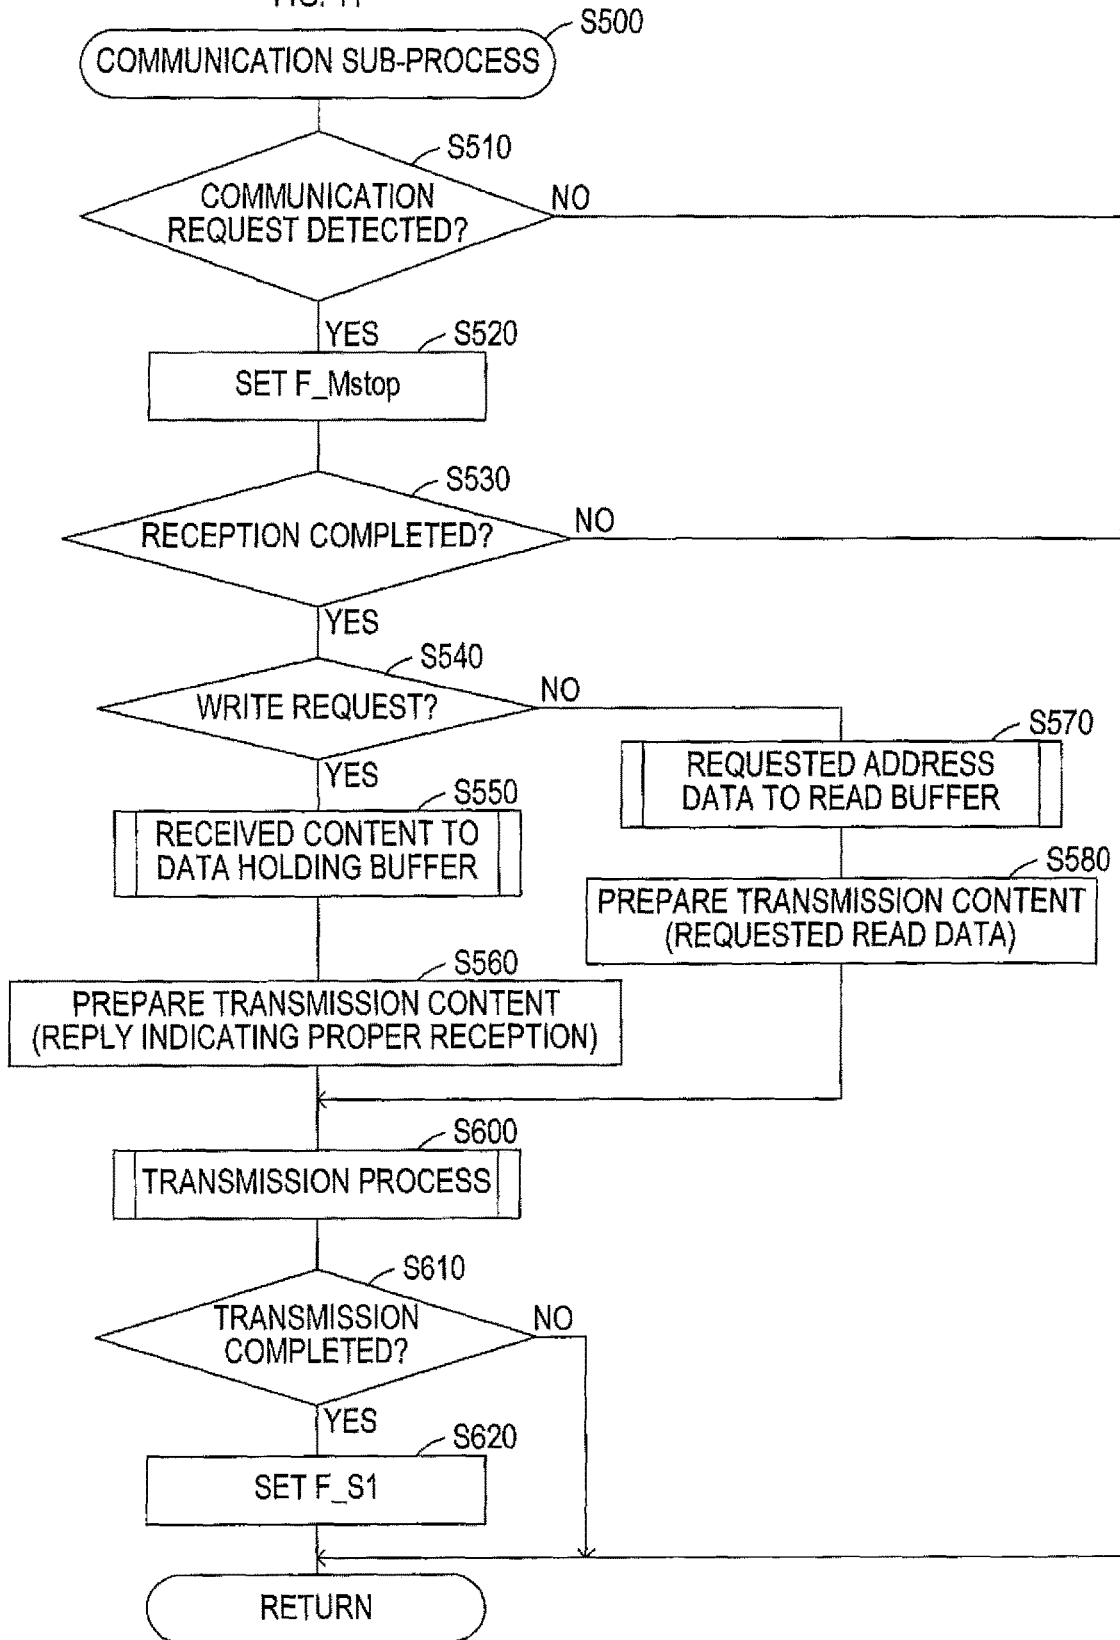 S500
COMMUNICATION SUB-PROCESS
S510
COMMUNICATION
REQUEST DETECTED?
NO
YES
S520
SET F_Mstop
S530
RECEPTION COMPLETED?
NO
YES
S540
WRITE REQUEST?
NO
YES
S570
REQUESTED ADDRESS
DATA TO READ BUFFER
S550
RECEIVED CONTENT TO
DATA HOLDING BUFFER
S580
PREPARE TRANSMISSION CONTENT
(REQUESTED READ DATA)
S560
PREPARE TRANSMISSION CONTENT
(REPLY INDICATING PROPER RECEPTION)
S600
TRANSMISSION PROCESS
S610
TRANSMISSION
COMPLETED?
NO
YES
S620
SET F_S1
RETURN